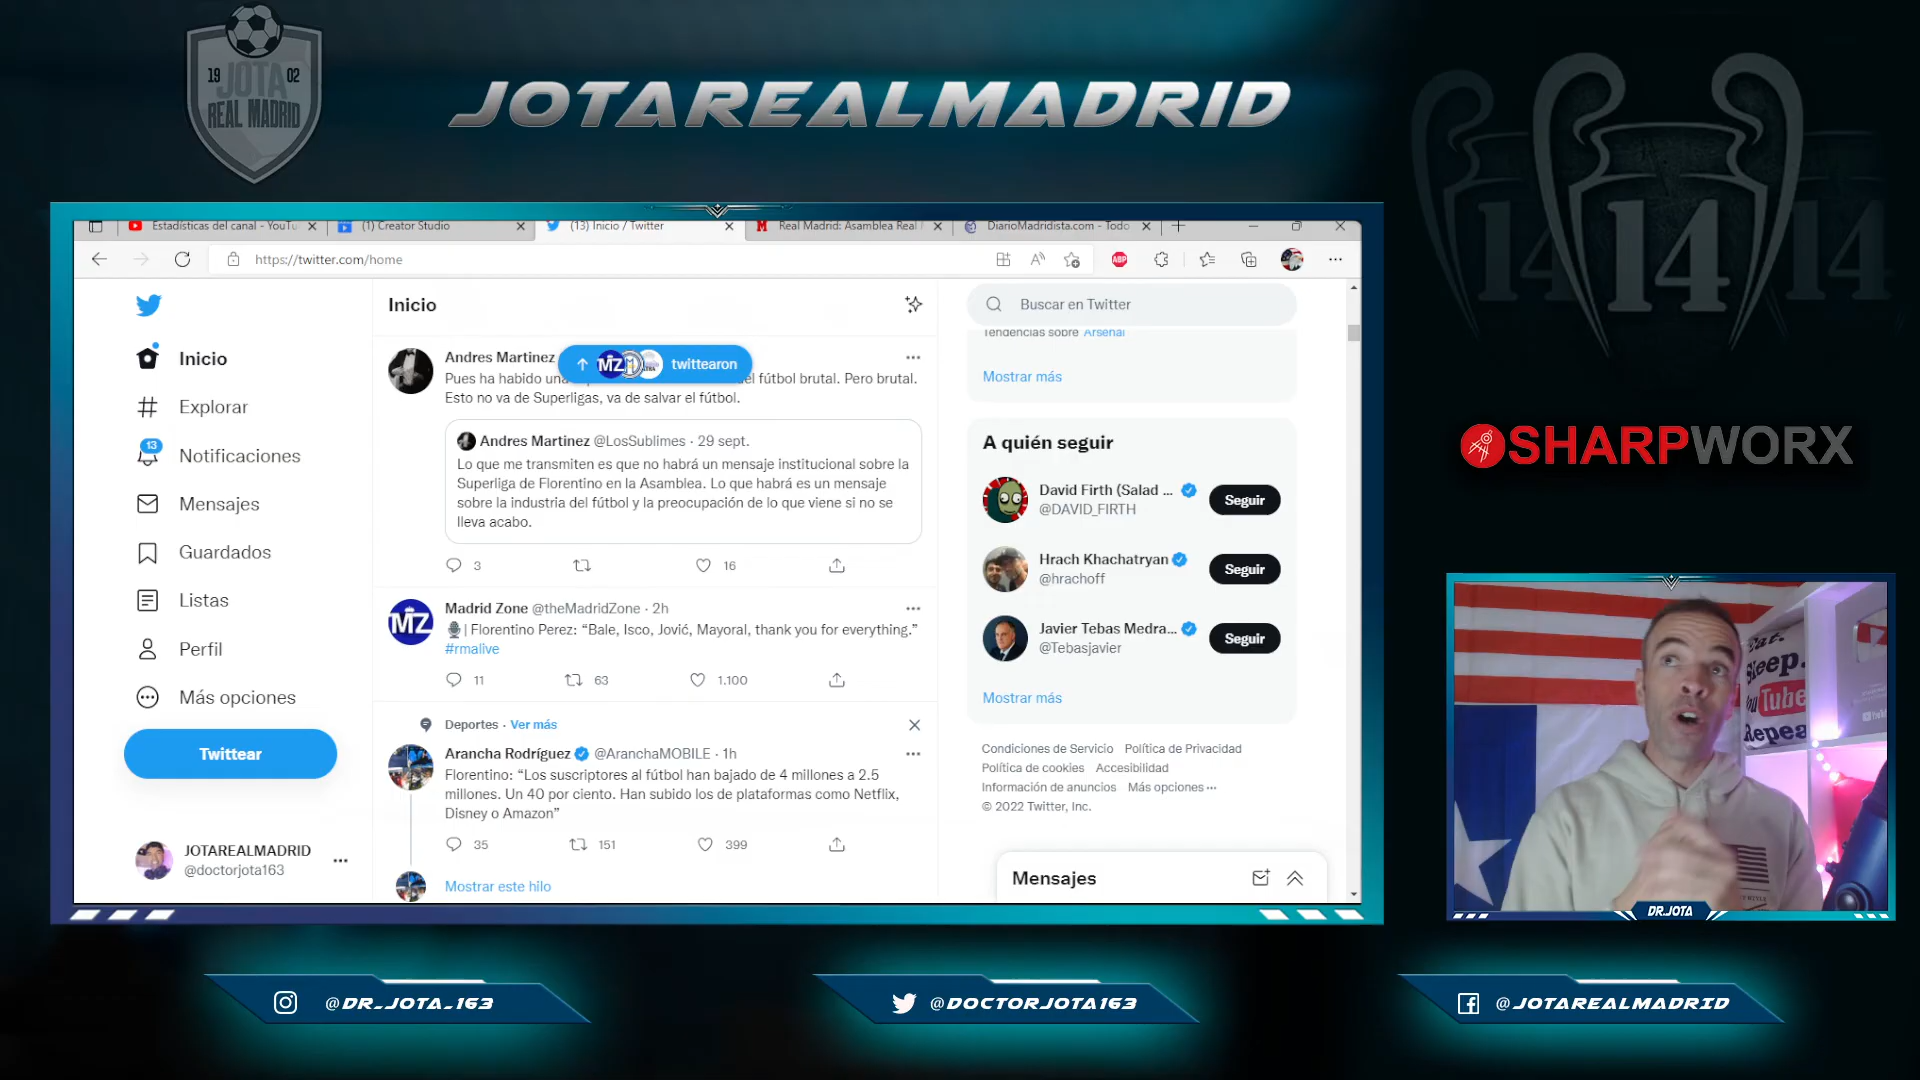 19 02
JOTA
REAL MADRID
JOTAREALMADRID
14
14
14
Estadísticas del canal - YouTu
(1) Creator Studio
(13) Inicio / Twitter
Real Madrid: Asamblea Real
DiarioMadridista.com - Todo
https://twitter.com/home
ABP
Inicio
Buscar en Twitter
Tendencias sobre Arsenal
Mostrar más
Inicio
Explorar
13
Notificaciones
Mensajes
Guardados
Listas
Perfil
Más opciones
Twittear
JOTAREALMADRID
@doctorjota163
Andres Martinez
MZ twittearon
Pues ha habido una el fútbol brutal. Pero brutal.
Esto no va de Superligas, va de salvar el fútbol.
Andres Martinez @LosSublimes · 29 sept.
Lo que me transmiten es que no habrá un mensaje institucional sobre la
Superliga de Florentino en la Asamblea. Lo que habrá es un mensaje
sobre la industria del fútbol y la preocupación de lo que viene si no se
lleva acabo.
3 16
MZ
Madrid Zone @theMadridZone · 2h
🎙| Florentino Perez: “Bale, Isco, Jović, Mayoral, thank you for everything.”
#rmalive
11 63 1.100
Deportes · Ver más
Arancha Rodríguez @AranchaMOBILE · 1h
Florentino: “Los suscriptores al fútbol han bajado de 4 millones a 2.5
millones. Un 40 por ciento. Han subido los de plataformas como Netflix,
Disney o Amazon”
35 151 399
Mostrar este hilo
A quién seguir
David Firth (Salad ...
@DAVID_FIRTH
Seguir
Hrach Khachatryan
@hrachoff
Seguir
Javier Tebas Medra...
@Tebasjavier
Seguir
Mostrar más
Condiciones de Servicio Política de Privacidad
Política de cookies Accesibilidad
Información de anuncios Más opciones ···
© 2022 Twitter, Inc.
Mensajes
SHARPWORX
Eat.
Sleep.
You Tube
Repea
DR.JOTA
@DR_JOTA_163
@DOCTORJOTA163
@JOTAREALMADRID